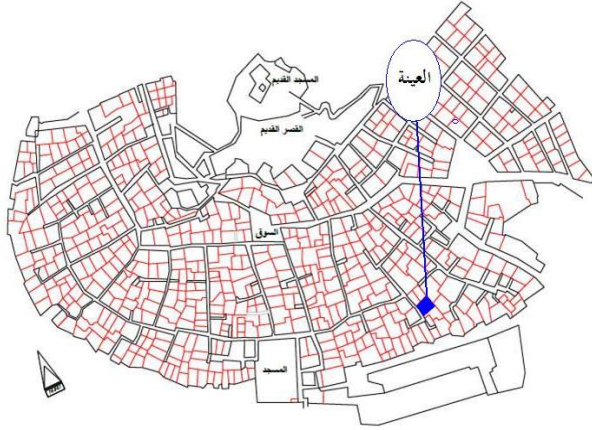 العينة
المسجد القديم
القصر القديم
السوق
المسجد